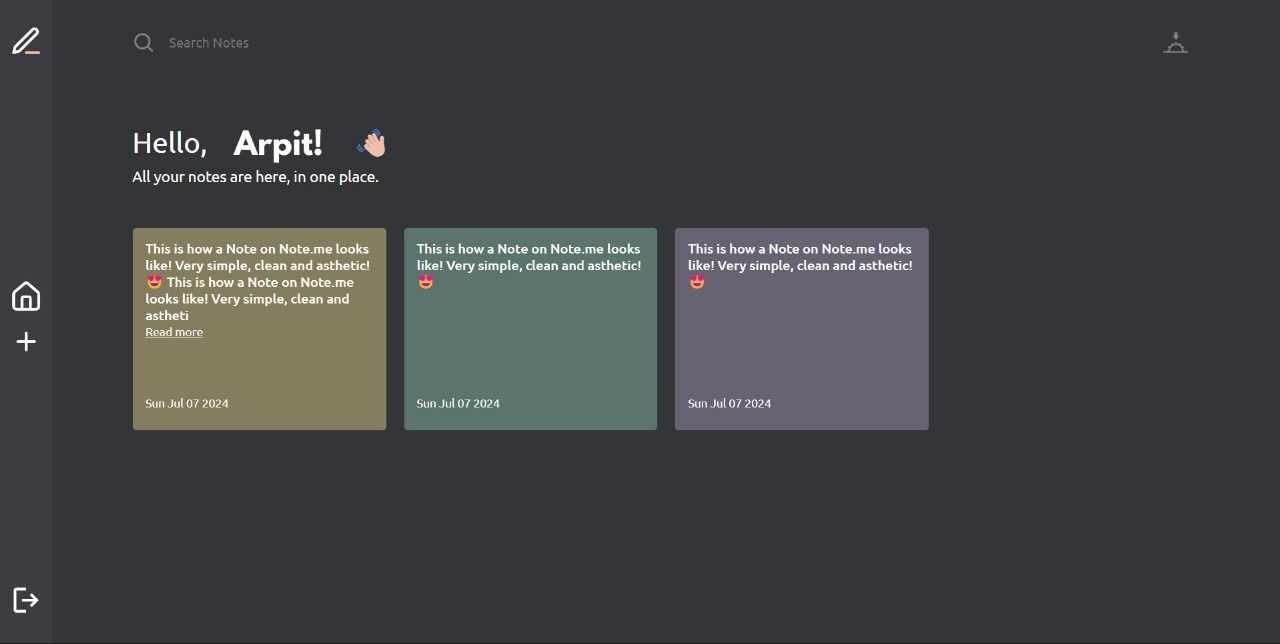 Search Notes
Hello, Arpit! 👋
All your notes are here, in one place.
This is how a Note on Note.me looks
like! Very simple, clean and asthetic!
😍 This is how a Note on Note.me
looks like! Very simple, clean and
astheti
Read more
Sun Jul 07 2024
This is how a Note on Note.me looks
like! Very simple, clean and asthetic!
😍
Sun Jul 07 2024
This is how a Note on Note.me looks
like! Very simple, clean and asthetic!
😍
Sun Jul 07 2024